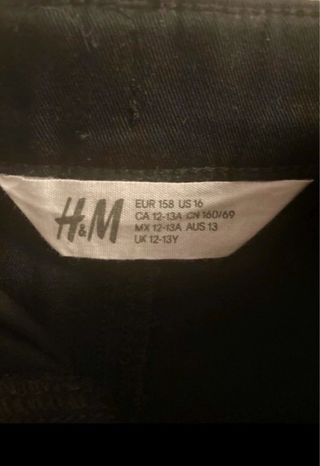 H&M
EUR 158 US 16
CA 12-13A CN 160/69
MX 12-13A AUS 13
UK 12-13Y